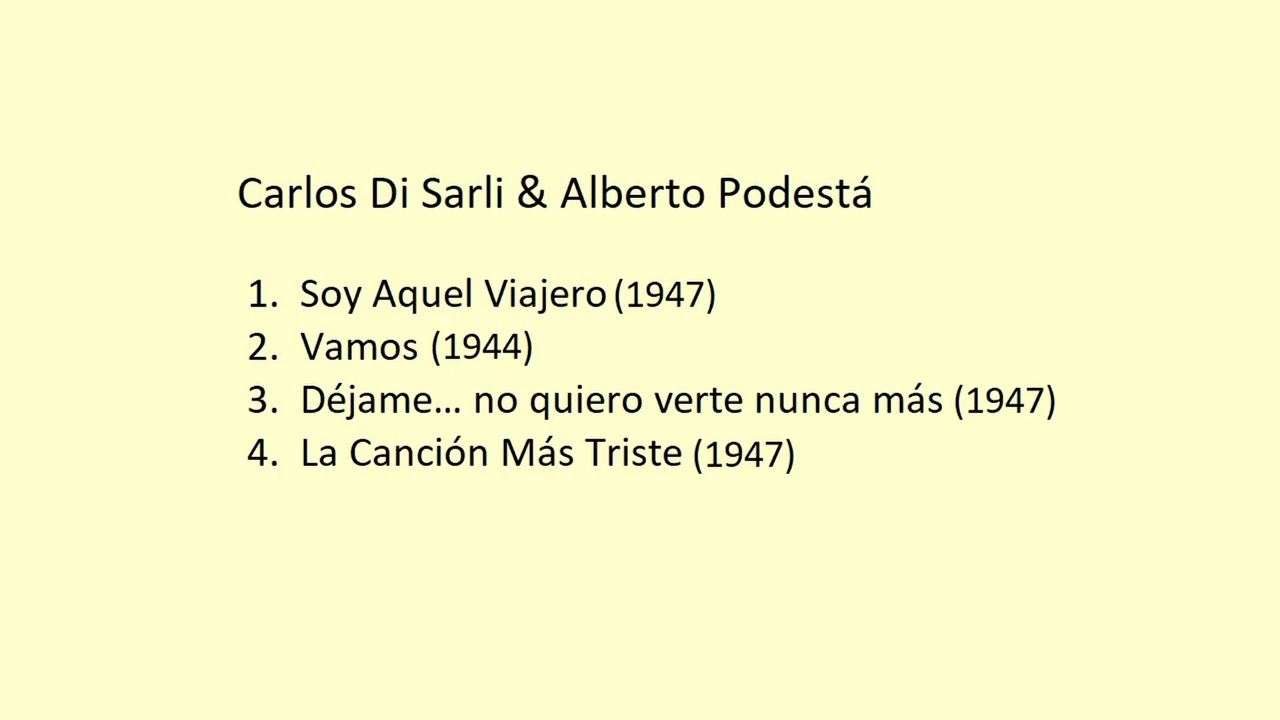 Carlos Di Sarli & Alberto Podestá
1. Soy Aquel Viajero (1947)
2. Vamos (1944)
3. Déjame... no quiero verte nunca más (1947)
4. La Canción Más Triste (1947)